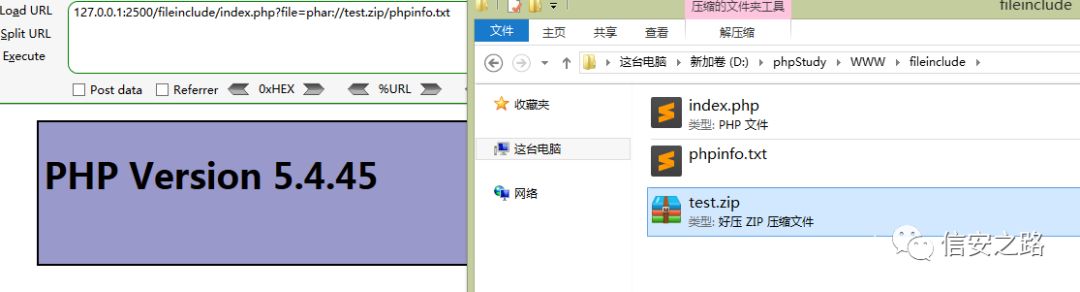 Load URL
127.0.0.1:2500/fileinclude/index.php?file=phar://test.zip/phpinfo.txt
Split URL
Execute
Post data
Referrer
0xHEX
%URL
PHP Version 5.4.45
压缩的文件夹工具
fileinclude
文件
主页
共享
查看
解压缩
这台电脑
新加卷 (D:)
phpStudy
WWW
fileinclude
收藏夹
这台电脑
网络
index.php
类型: PHP 文件
phpinfo.txt
test.zip
类型: 好压 ZIP 压缩文件
信安之路